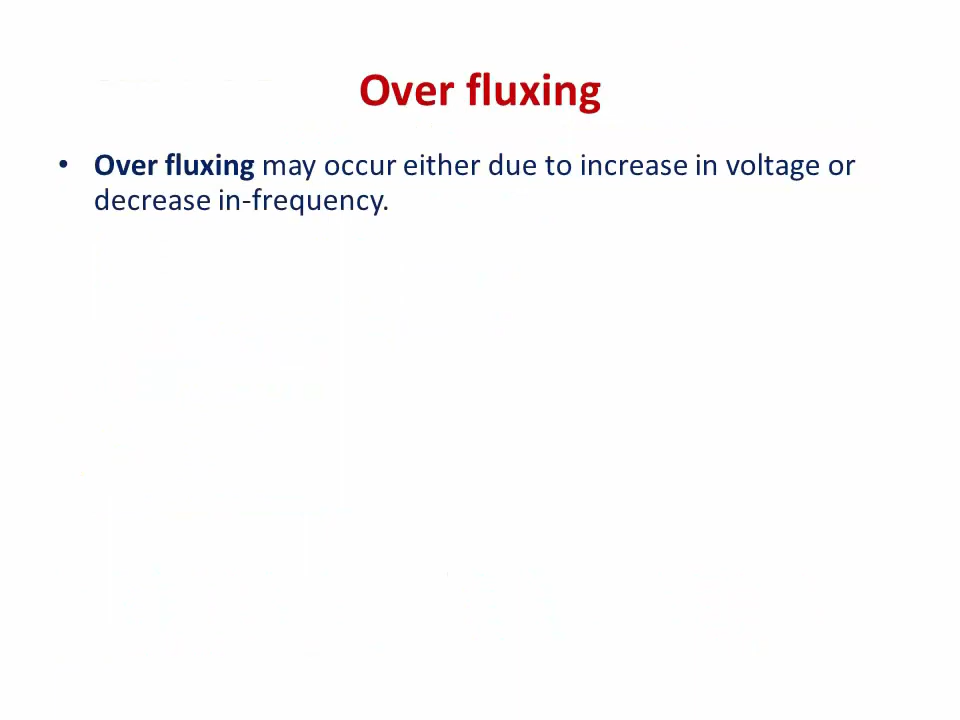 Over fluxing
• Over fluxing may occur either due to increase in voltage or
decrease in-frequency.